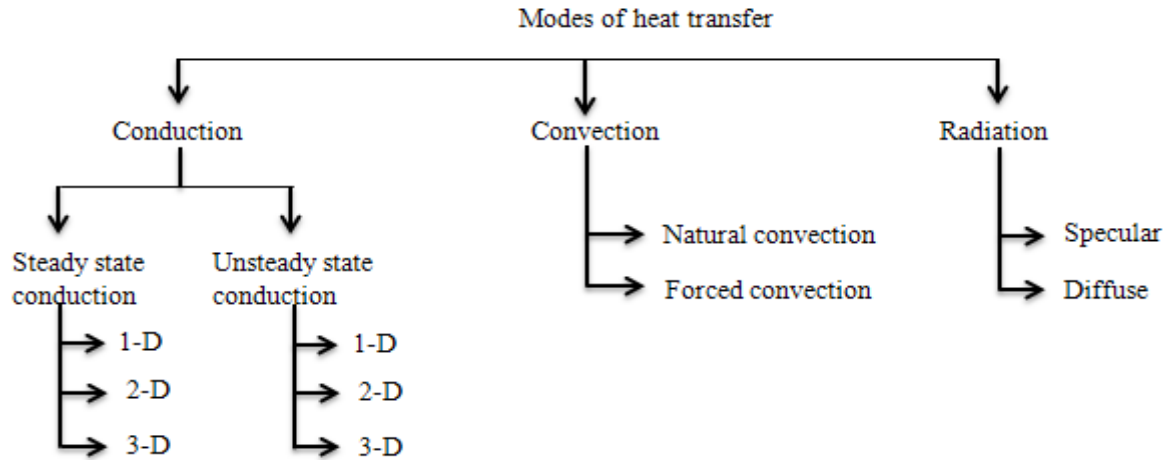 Modes of heat transfer
Conduction
Convection
Radiation
Steady state
conduction
1-D
2-D
3-D
Unsteady state
conduction
1-D
2-D
3-D
Natural convection
Forced convection
Specular
Diffuse